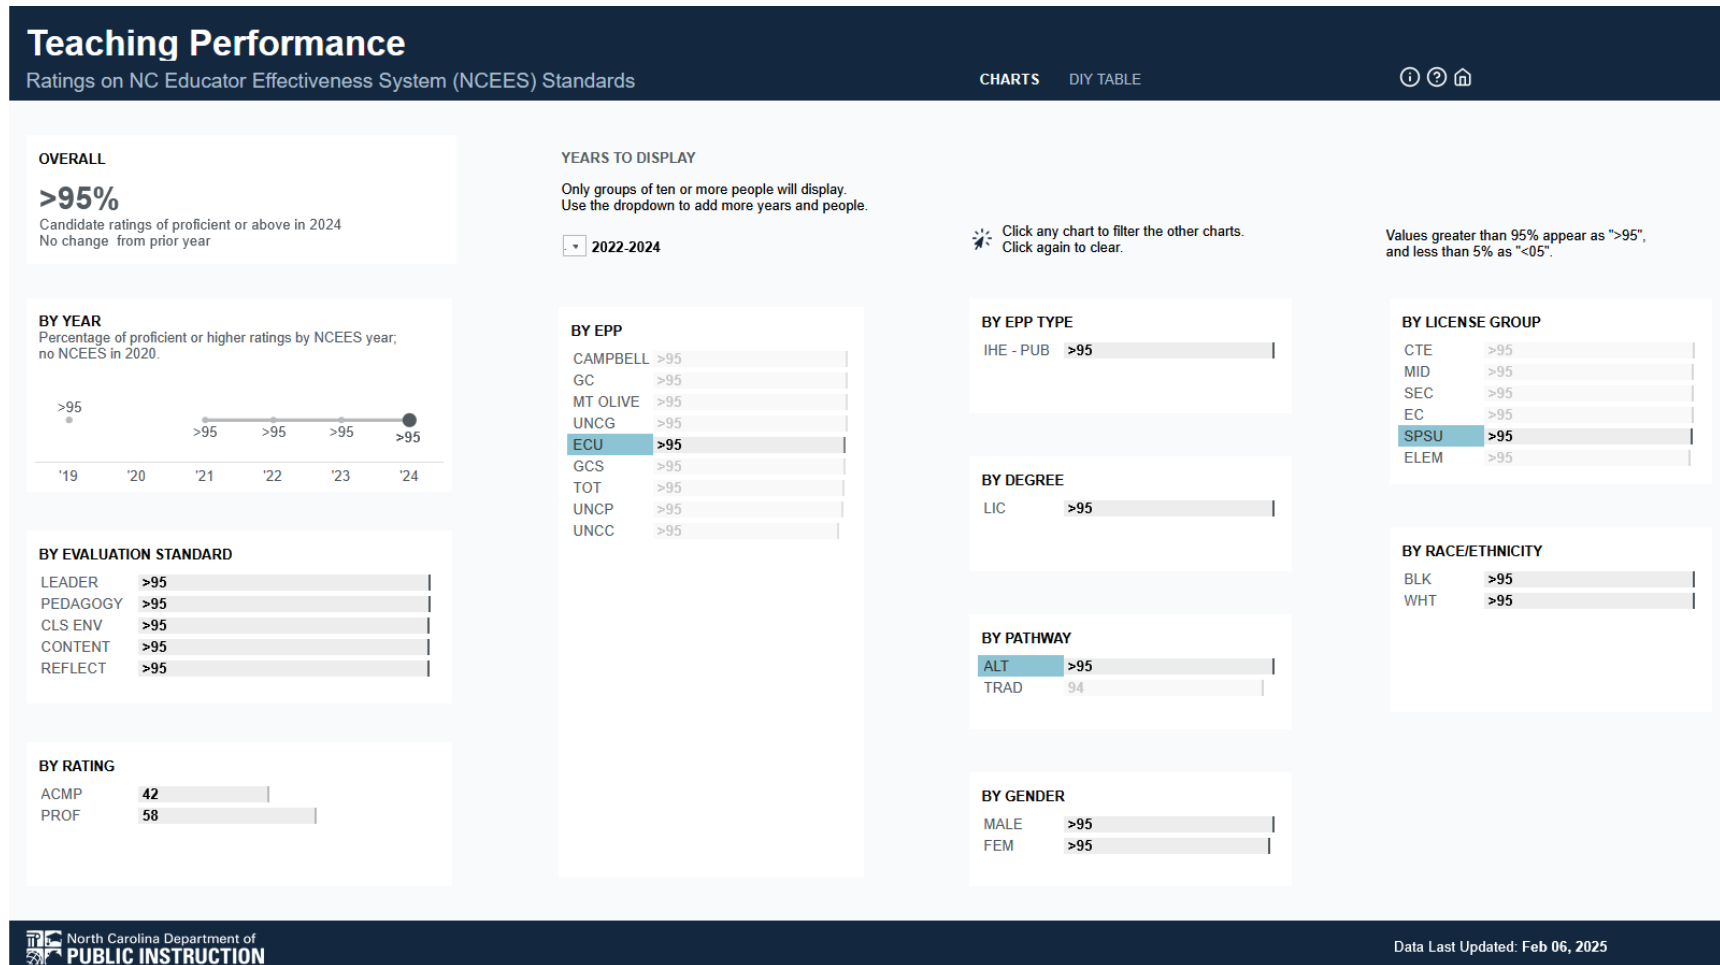 Teaching Performance
Ratings on NC Educator Effectiveness System (NCEES) Standards
CHARTS
DIY TABLE
OVERALL
>95%
Candidate ratings of proficient or above in 2024
No change from prior year
YEARS TO DISPLAY
Only groups of ten or more people will display.
Use the dropdown to add more years and people.
2022-2024
Click any chart to filter the other charts.
Click again to clear.
Values greater than 95% appear as ">95",
and less than 5% as "<05".
BY YEAR
Percentage of proficient or higher ratings by NCEES year;
no NCEES in 2020.
>95
>95 >95 >95 >95
'19 '20 '21 '22 '23 '24
BY EVALUATION STANDARD
LEADER >95
PEDAGOGY >95
CLS ENV >95
CONTENT >95
REFLECT >95
BY RATING
ACMP 42
PROF 58
BY EPP
CAMPBELL >95
GC >95
MT OLIVE >95
UNCG >95
ECU >95
GCS >95
TOT >95
UNCP >95
UNCC >95
BY EPP TYPE
IHE - PUB >95
BY DEGREE
LIC >95
BY PATHWAY
ALT >95
TRAD 94
BY GENDER
MALE >95
FEM >95
BY LICENSE GROUP
CTE >95
MID >95
SEC >95
EC >95
SPSU >95
ELEM >95
BY RACE/ETHNICITY
BLK >95
WHT >95
North Carolina Department of
PUBLIC INSTRUCTION
Data Last Updated: Feb 06, 2025